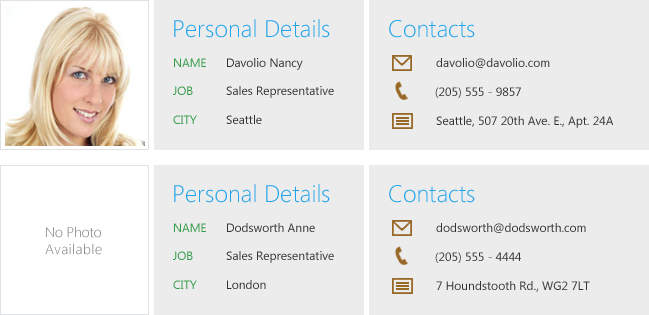 Personal Details
NAME Davolio Nancy
JOB Sales Representative
CITY Seattle
Contacts
davolio@davolio.com
(205) 555 - 9857
Seattle, 507 20th Ave. E., Apt. 24A
No Photo
Available
Personal Details
NAME Dodsworth Anne
JOB Sales Representative
CITY London
Contacts
dodsworth@dodsworth.com
(205) 555 - 4444
7 Houndstooth Rd., WG2 7LT